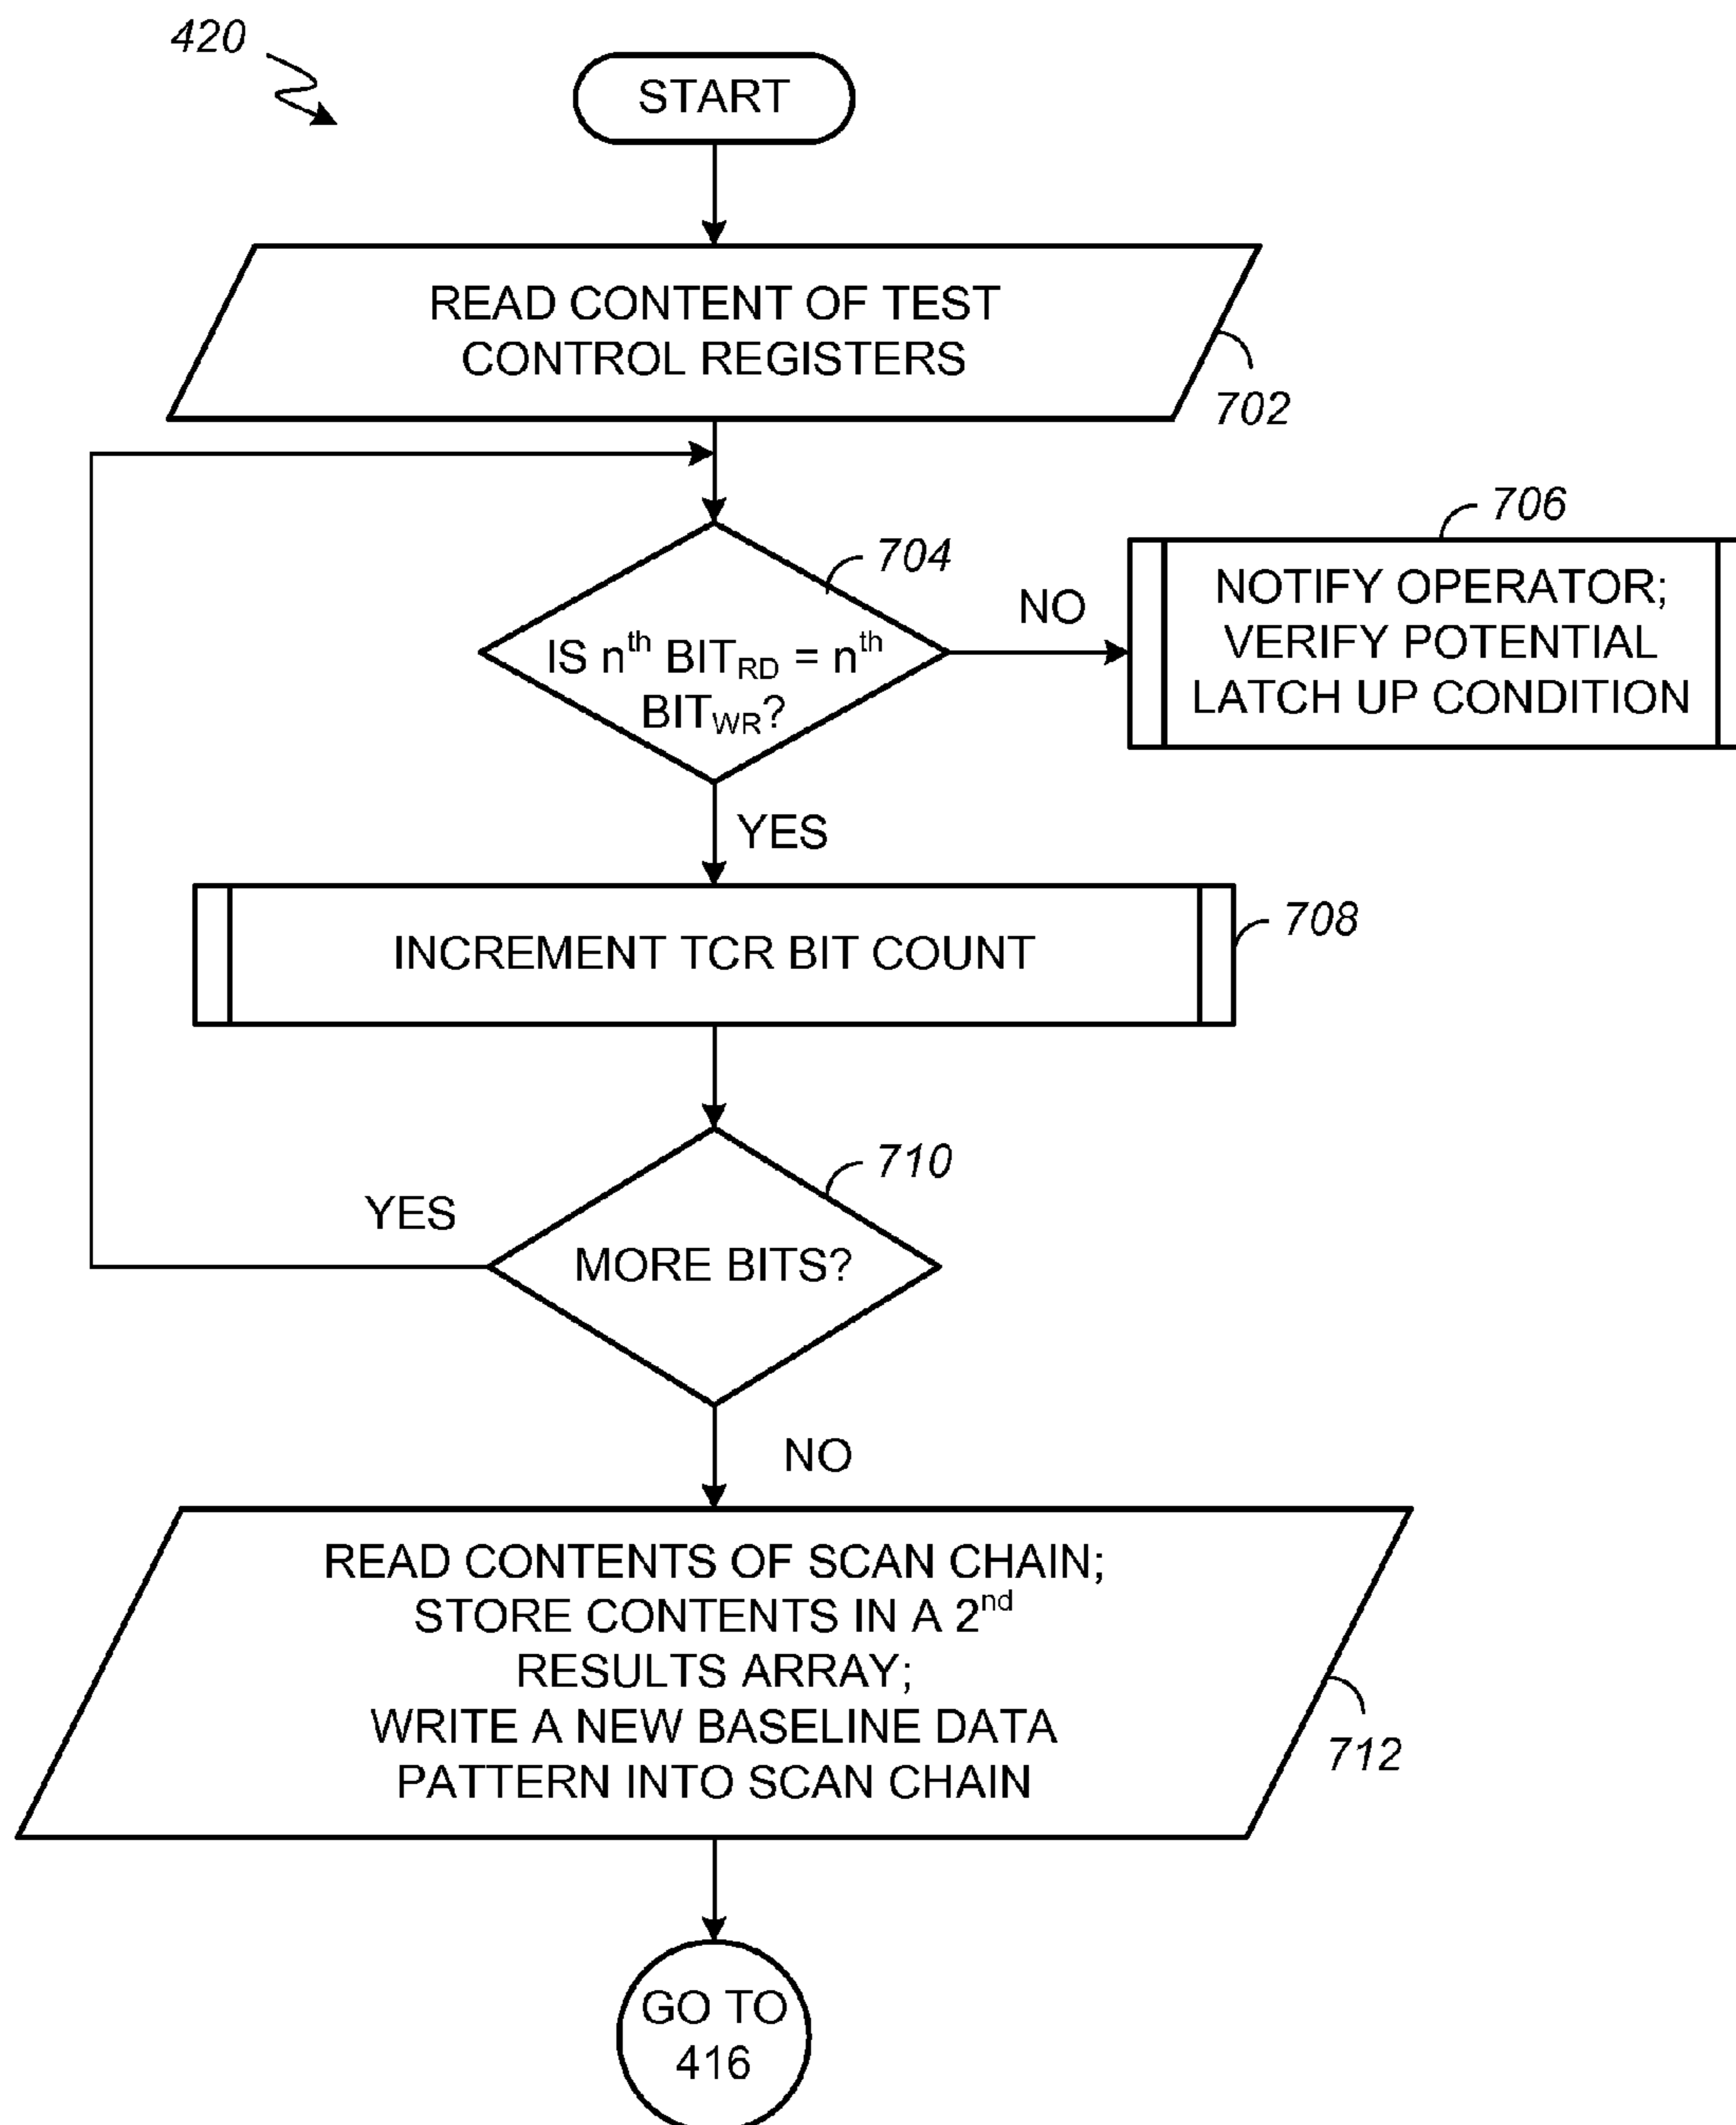 420
START
READ CONTENT OF TEST
CONTROL REGISTERS
702
704
IS nth BITRD = nth
BITWR?
NO
706
NOTIFY OPERATOR;
VERIFY POTENTIAL
LATCH UP CONDITION
YES
INCREMENT TCR BIT COUNT
708
710
YES
MORE BITS?
NO
READ CONTENTS OF SCAN CHAIN;
STORE CONTENTS IN A 2nd
RESULTS ARRAY;
WRITE A NEW BASELINE DATA
PATTERN INTO SCAN CHAIN
712
GO TO
416